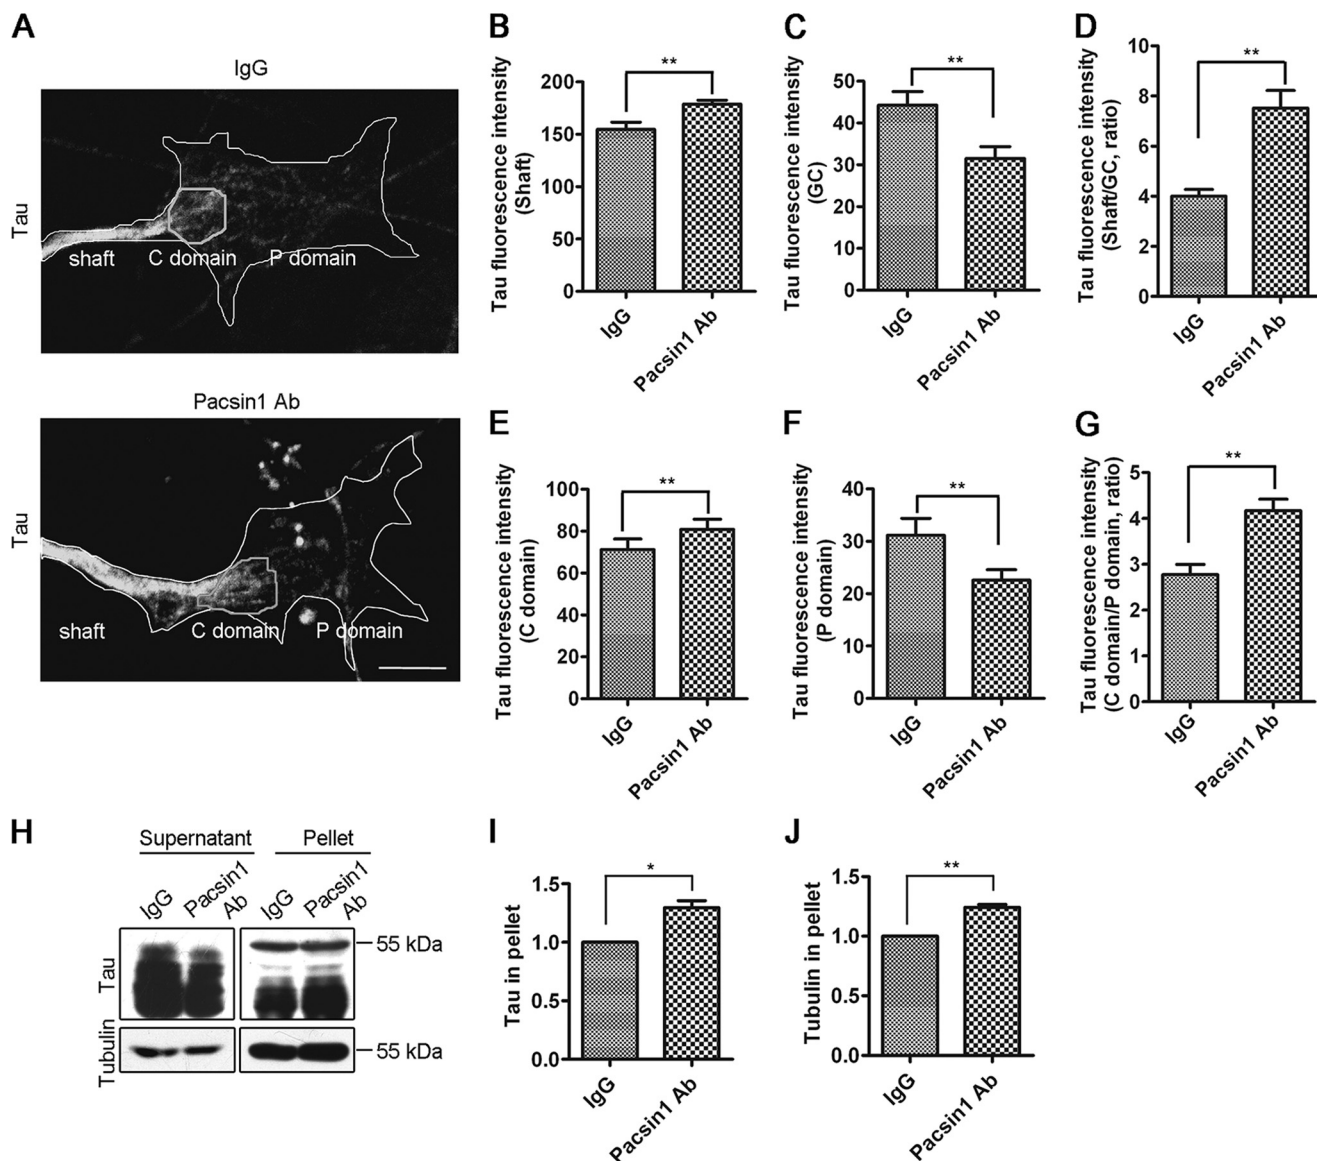 A
IgG
Tau
shaft
C domain
P domain
Pacsin1 Ab
Tau
shaft
C domain
P domain
B
Tau fluorescence intensity
(Shaft)
200
150
100
50
0
**
IgG
Pacsin1 Ab
C
Tau fluorescence intensity
(GC)
50
40
30
20
10
0
**
IgG
Pacsin1 Ab
D
Tau fluorescence intensity
(Shaft/GC, ratio)
10
8
6
4
2
0
**
IgG
Pacsin1 Ab
E
Tau fluorescence intensity
(C domain)
100
80
60
40
20
0
**
IgG
Pacsin1 Ab
F
Tau fluorescence intensity
(P domain)
40
30
20
10
0
**
IgG
Pacsin1 Ab
G
Tau fluorescence intensity
(C domain/P domain, ratio)
5
4
3
2
1
0
**
IgG
Pacsin1 Ab
H
Supernatant
Pellet
IgG
Pacsin1
Ab
IgG
Pacsin1
Ab
Tau
55 kDa
Tubulin
55 kDa
I
Tau in pellet
1.5
1.0
0.5
0.0
*
IgG
Pacsin1 Ab
J
Tubulin in pellet
1.5
1.0
0.5
0.0
**
IgG
Pacsin1 Ab